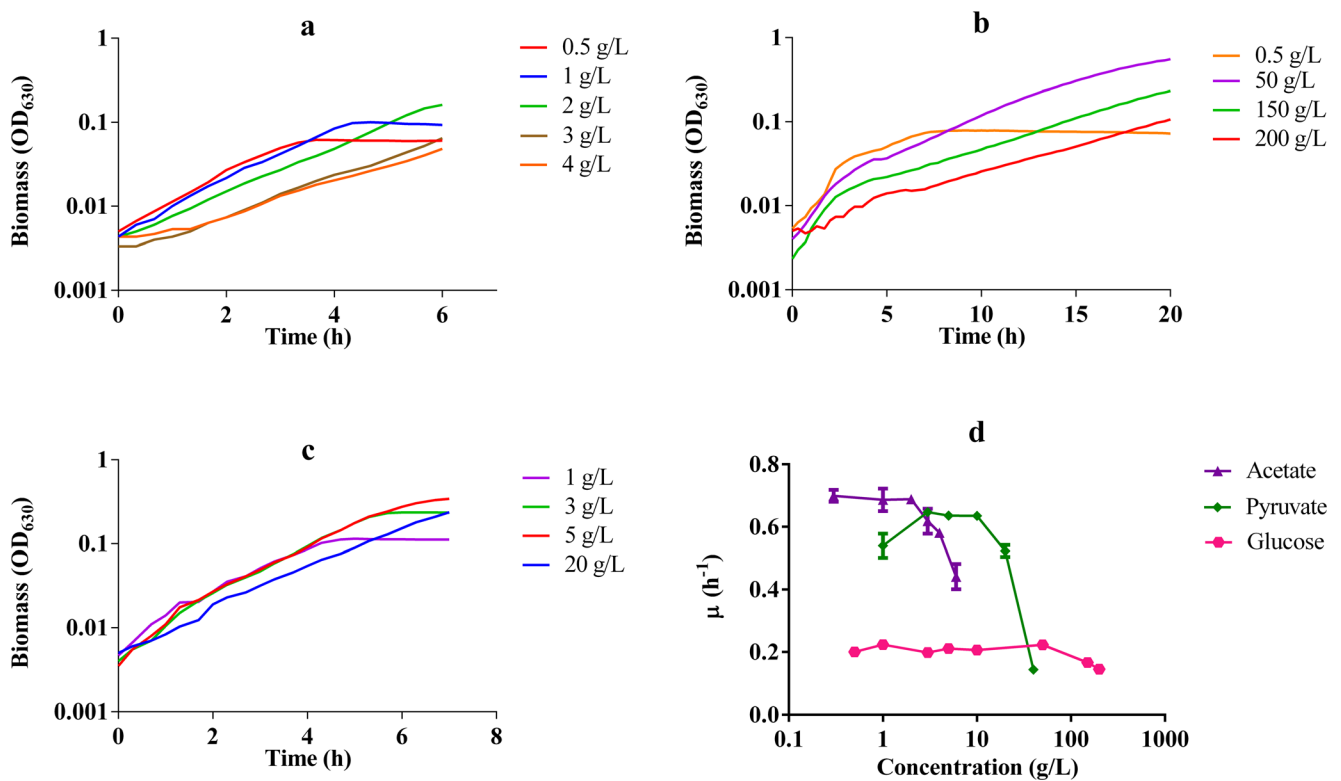 a
1
0.1
0.01
0.001
Biomass (OD630)
0 2 4 6
Time (h)
0.5 g/L
1 g/L
2 g/L
3 g/L
4 g/L
b
1
0.1
0.01
0.001
Biomass (OD630)
0 5 10 15 20
Time (h)
0.5 g/L
50 g/L
150 g/L
200 g/L
c
1
0.1
0.01
0.001
Biomass (OD630)
0 2 4 6 8
Time (h)
1 g/L
3 g/L
5 g/L
20 g/L
d
0.8
0.6
0.4
0.2
0.0
µ (h-1)
0.1 1 10 100 1000
Concentration (g/L)
Acetate
Pyruvate
Glucose